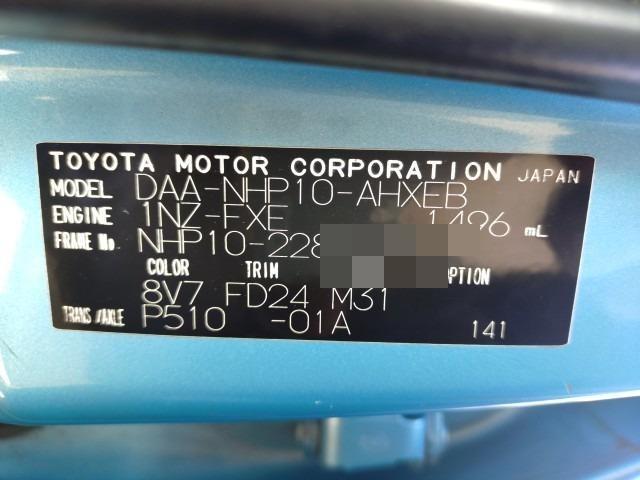 TOYOTA MOTOR CORPORATION JAPAN
MODEL DAA-NHP10-AHXEB
ENGINE 1NZ-FXE 1496 mL
FRAME No NHP10-228
COLOR TRIM
8V7 FD24 M31
TRANS/AXLE P510 -01A 141